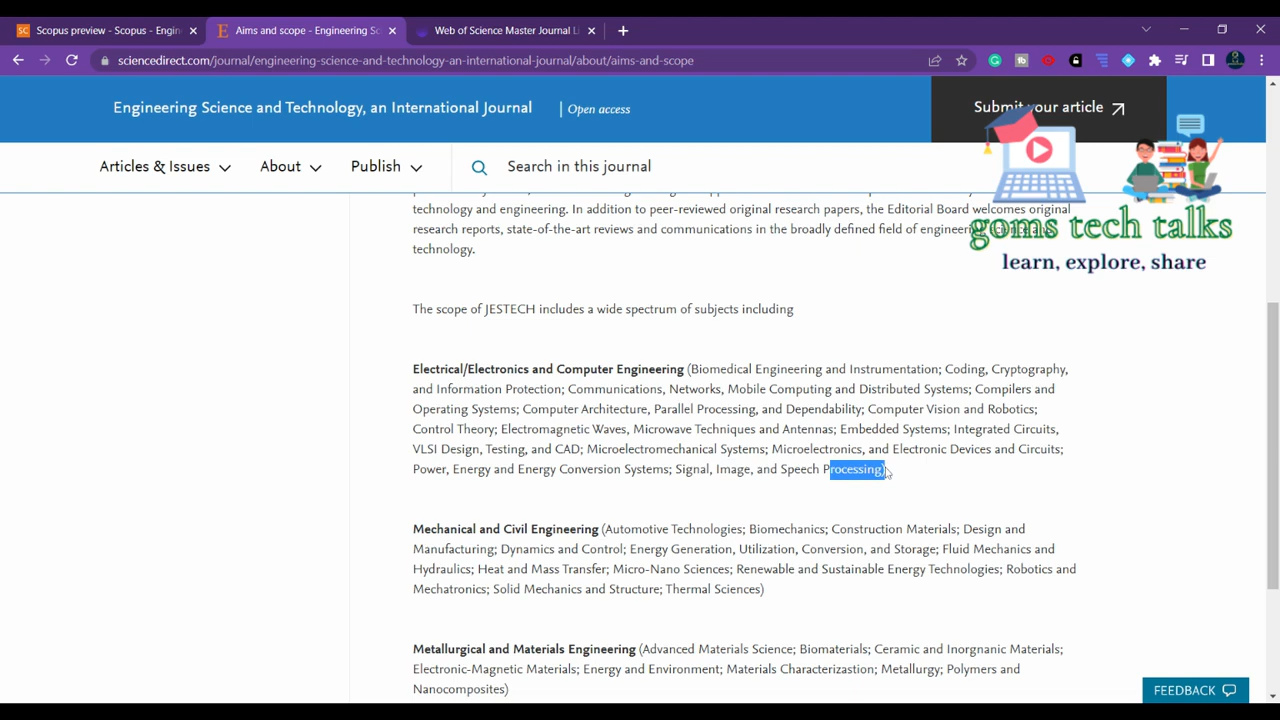 Scopus preview - Scopus - Engin
Aims and scope - Engineering Sc
Web of Science Master Journal Li
sciencedirect.com/journal/engineering-science-and-technology-an-international-journal/about/aims-and-scope
Engineering Science and Technology, an International Journal | Open access
Submit your article
Articles & Issues
About
Publish
Search in this journal
technology and engineering. In addition to peer-reviewed original research papers, the Editorial Board welcomes original
research reports, state-of-the-art reviews and communications in the broadly defined field of engineering science and
technology.
goms tech talks
learn, explore, share
The scope of JESTECH includes a wide spectrum of subjects including
Electrical/Electronics and Computer Engineering (Biomedical Engineering and Instrumentation; Coding, Cryptography,
and Information Protection; Communications, Networks, Mobile Computing and Distributed Systems; Compilers and
Operating Systems; Computer Architecture, Parallel Processing, and Dependability; Computer Vision and Robotics;
Control Theory; Electromagnetic Waves, Microwave Techniques and Antennas; Embedded Systems; Integrated Circuits,
VLSI Design, Testing, and CAD; Microelectromechanical Systems; Microelectronics, and Electronic Devices and Circuits;
Power, Energy and Energy Conversion Systems; Signal, Image, and Speech Processing)
Mechanical and Civil Engineering (Automotive Technologies; Biomechanics; Construction Materials; Design and
Manufacturing; Dynamics and Control; Energy Generation, Utilization, Conversion, and Storage; Fluid Mechanics and
Hydraulics; Heat and Mass Transfer; Micro-Nano Sciences; Renewable and Sustainable Energy Technologies; Robotics and
Mechatronics; Solid Mechanics and Structure; Thermal Sciences)
Metallurgical and Materials Engineering (Advanced Materials Science; Biomaterials; Ceramic and Inorgnanic Materials;
Electronic-Magnetic Materials; Energy and Environment; Materials Characterizastion; Metallurgy; Polymers and
Nanocomposites)
FEEDBACK